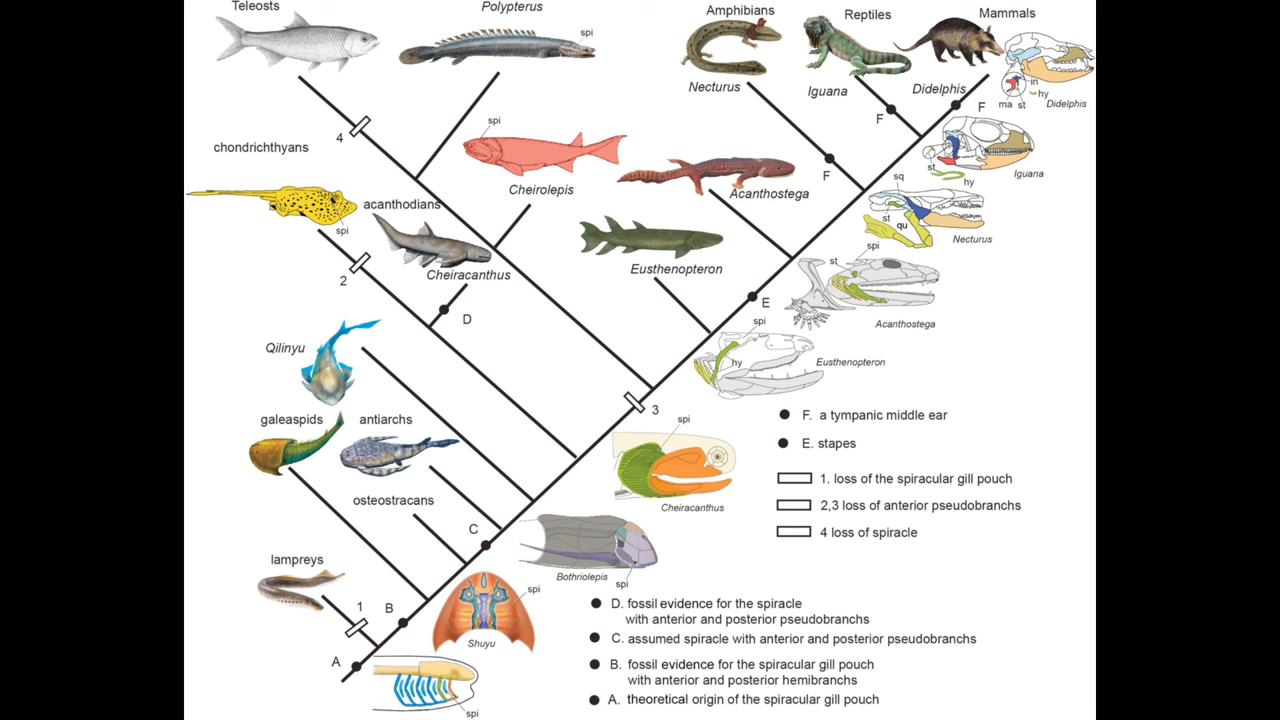 Teleosts
Polypterus
spi
Amphibians
Reptiles
Mammals
Necturus
Iguana
Didelphis
F
F
in
hy
ma st
Didelphis
4
chondrichthyans
spi
Cheirolepis
Acanthostega
F
st
hy
Iguana
acanthodians
spi
Cheiracanthus
Eusthenopteron
sq
st
qu
Necturus
2
D
E
st
spi
Acanthostega
Qilinyu
spi
hy
Eusthenopteron
3
galeaspids
antiarchs
spi
Cheiracanthus
F. a tympanic middle ear
E. stapes
1. loss of the spiracular gill pouch
2,3 loss of anterior pseudobranchs
4 loss of spiracle
osteostracans
C
Bothriolepis
spi
lampreys
1
B
spi
Shuyu
A
spi
D. fossil evidence for the spiracle
with anterior and posterior pseudobranchs
C. assumed spiracle with anterior and posterior pseudobranchs
B. fossil evidence for the spiracular gill pouch
with anterior and posterior hemibranchs
A. theoretical origin of the spiracular gill pouch